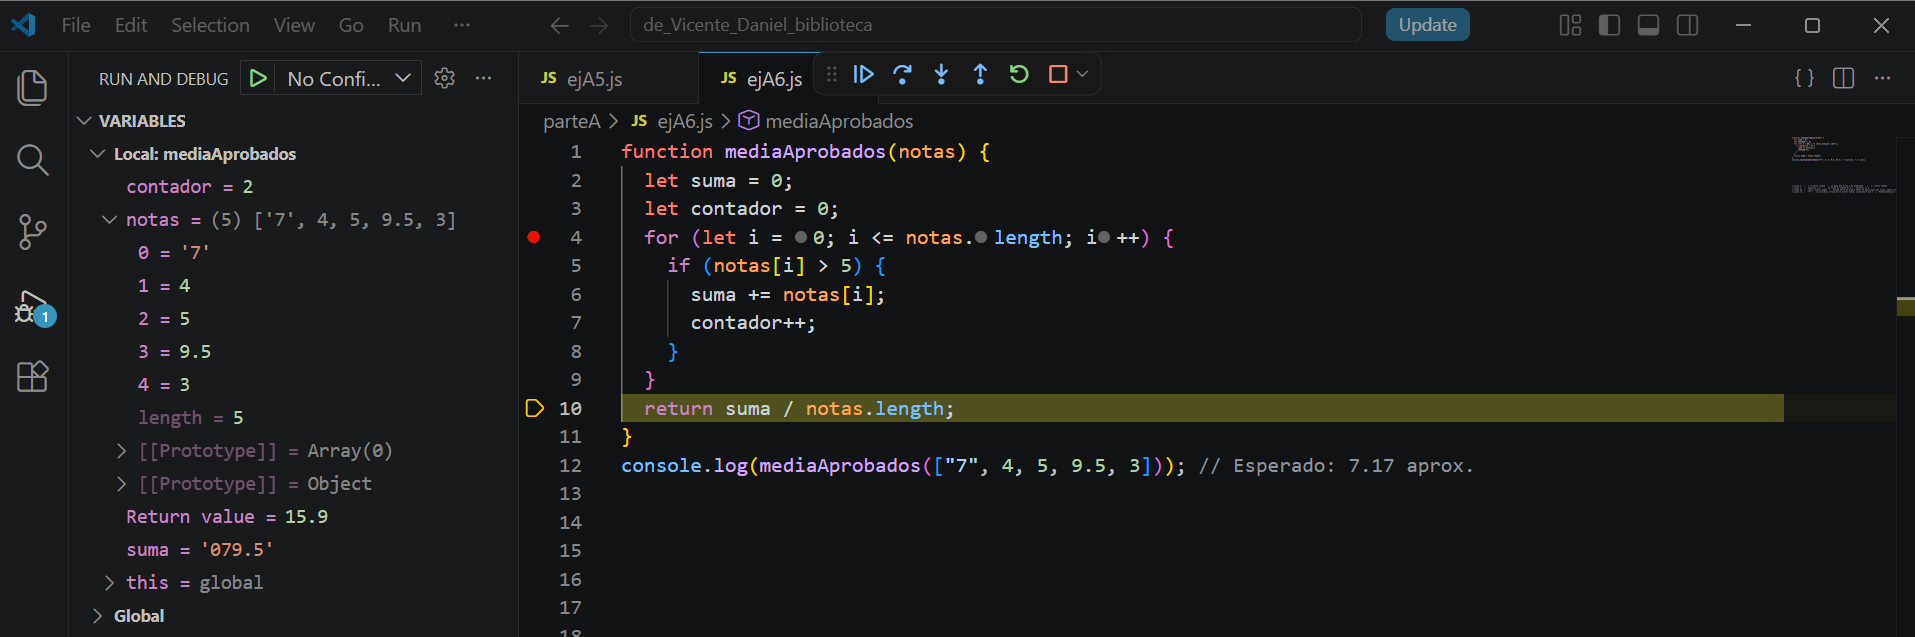 File Edit Selection View Go Run ··· de_Vicente_Daniel_biblioteca Update
RUN AND DEBUG No Confi... ···
VARIABLES
Local: mediaAprobados
contador = 2
notas = (5) ['7', 4, 5, 9.5, 3]
0 = '7'
1 = 4
2 = 5
3 = 9.5
4 = 3
length = 5
[[Prototype]] = Array(0)
[[Prototype]] = Object
Return value = 15.9
suma = '079.5'
this = global
Global
1
JS ejA5.js
JS ejA6.js
{} ···
parteA > JS ejA6.js > mediaAprobados
1 function mediaAprobados(notas) {
2 let suma = 0;
3 let contador = 0;
4 for (let i = 0; i <= notas.length; i++) {
5 if (notas[i] > 5) {
6 suma += notas[i];
7 contador++;
8 }
9 }
10 return suma / notas.length;
11 }
12 console.log(mediaAprobados(["7", 4, 5, 9.5, 3])); // Esperado: 7.17 aprox.
13
14
15
16
17
18